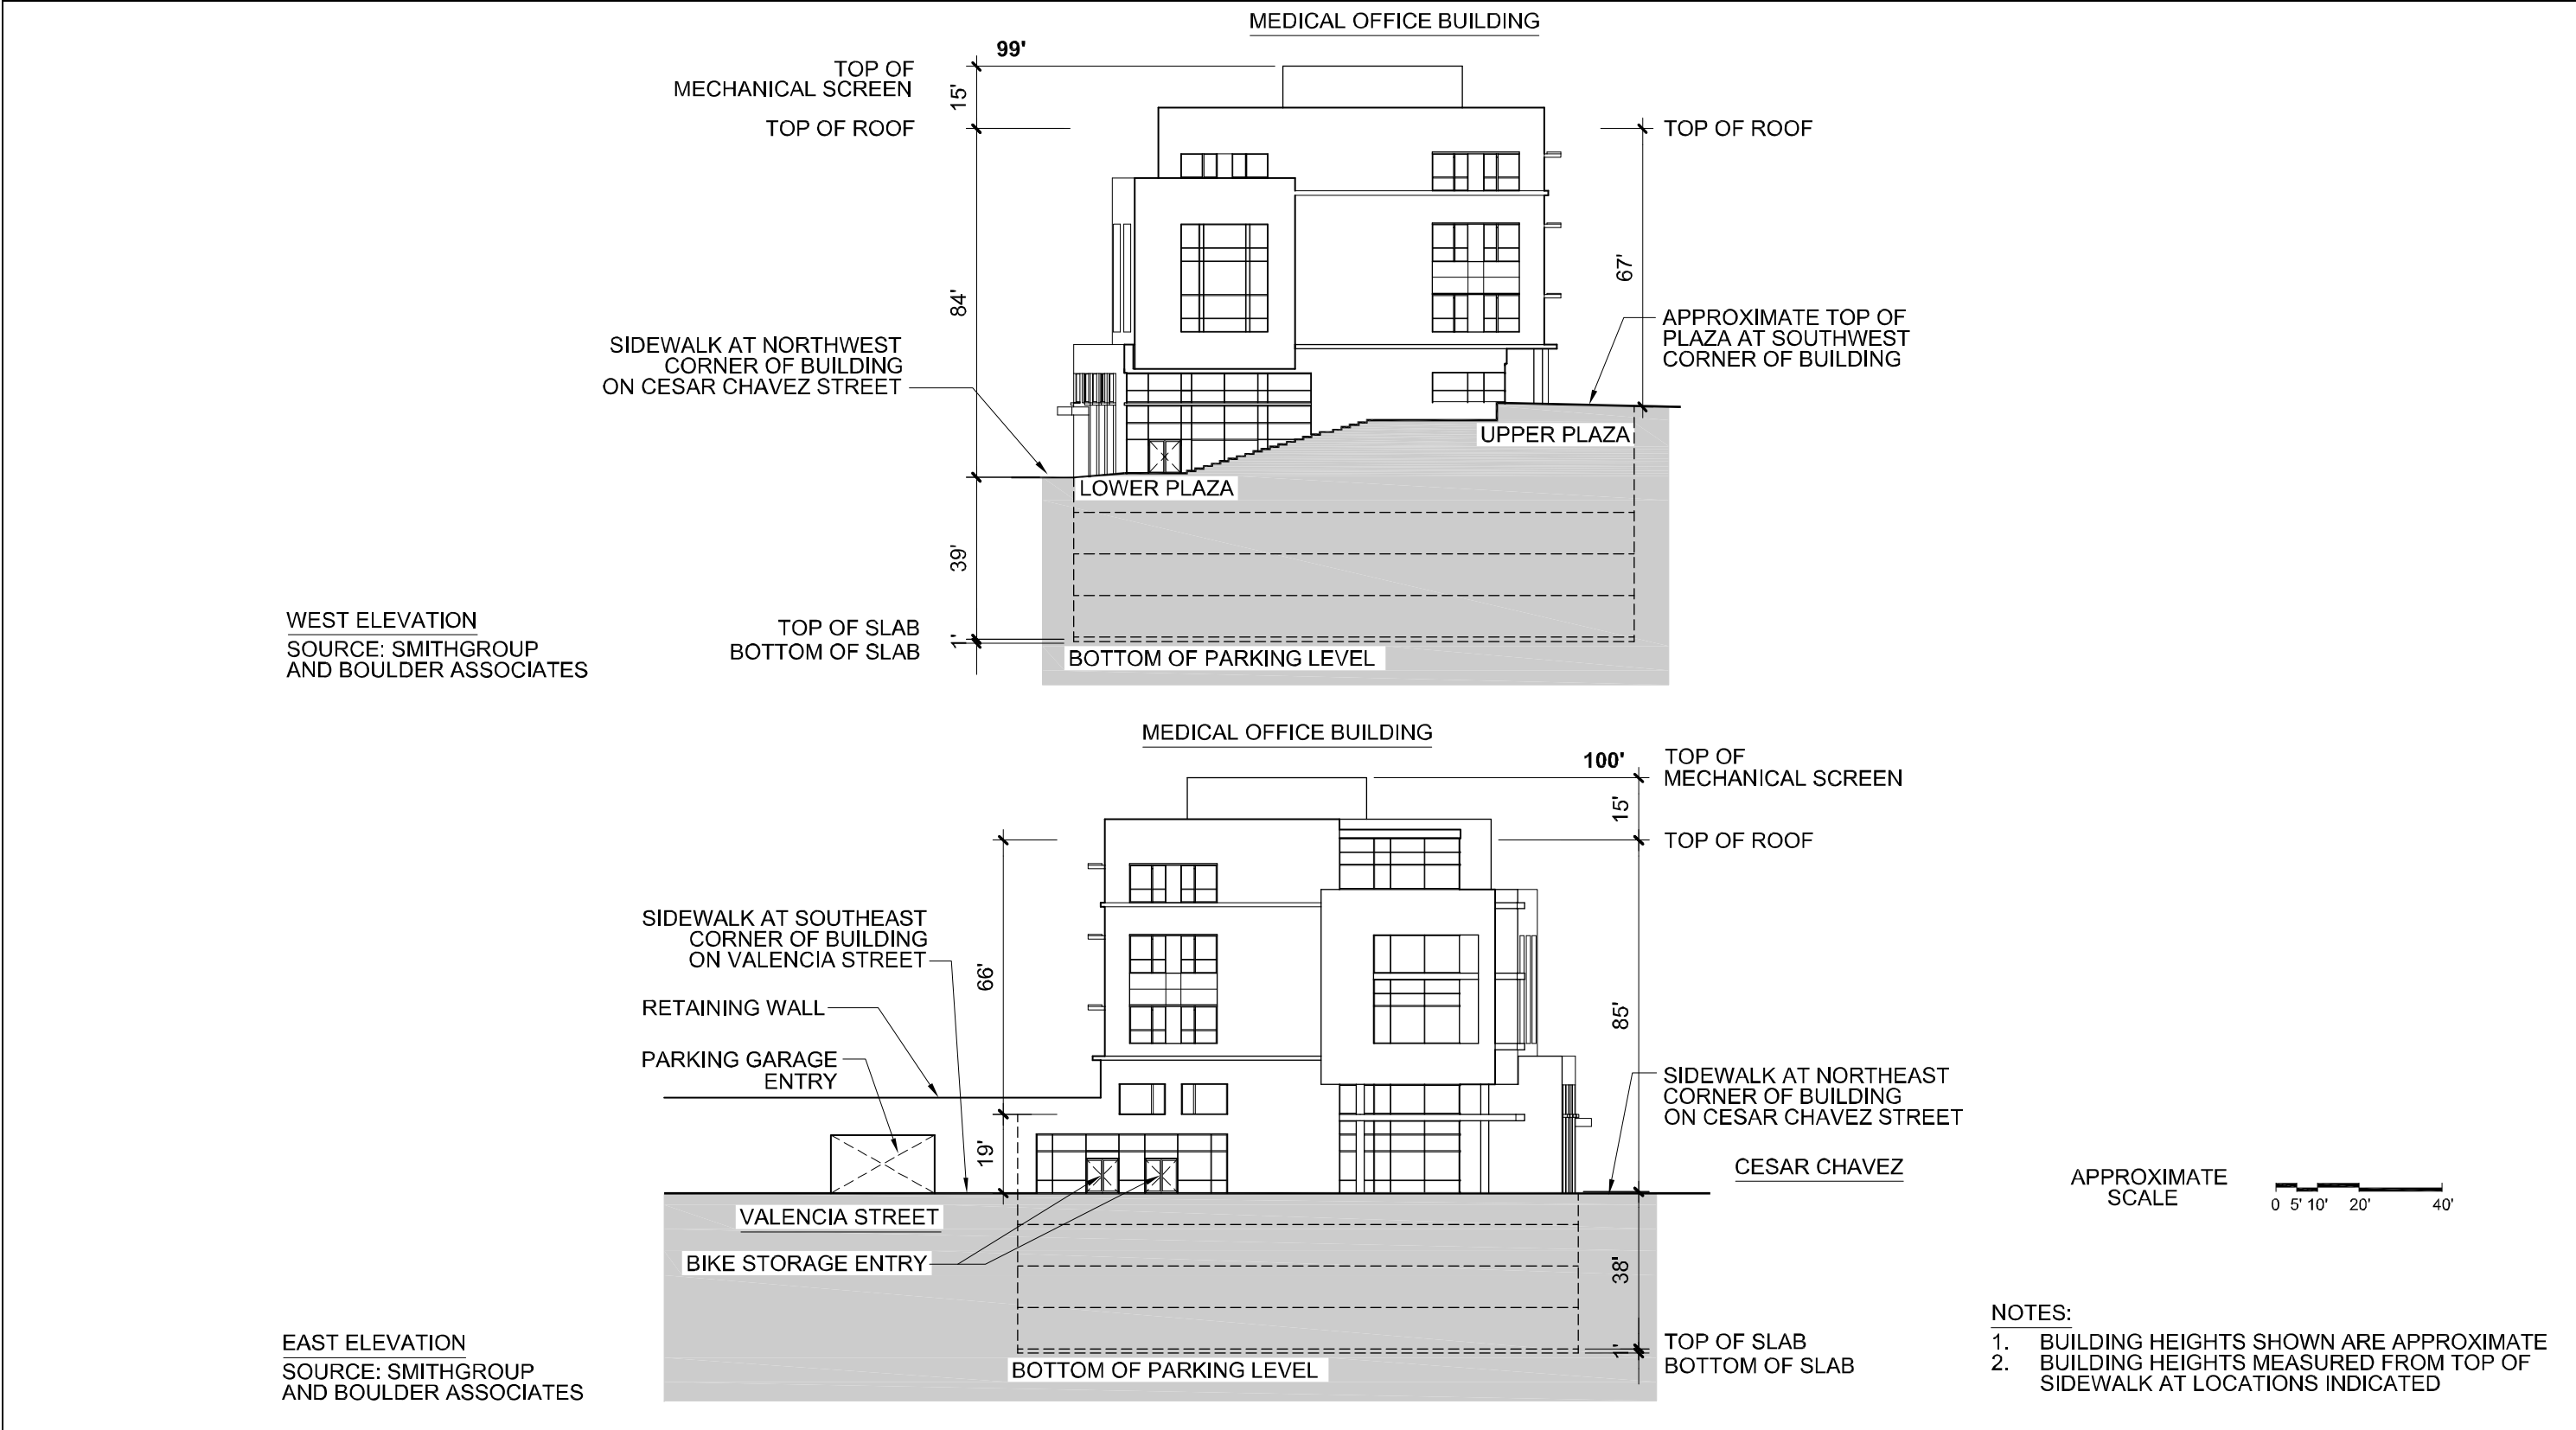 MEDICAL OFFICE BUILDING
99'
TOP OF
MECHANICAL SCREEN
15'
TOP OF ROOF
TOP OF ROOF
84'
67'
SIDEWALK AT NORTHWEST
CORNER OF BUILDING
ON CESAR CHAVEZ STREET
APPROXIMATE TOP OF
PLAZA AT SOUTHWEST
CORNER OF BUILDING
UPPER PLAZA
LOWER PLAZA
39'
WEST ELEVATION
SOURCE: SMITHGROUP
AND BOULDER ASSOCIATES
TOP OF SLAB
BOTTOM OF SLAB
1'
BOTTOM OF PARKING LEVEL
MEDICAL OFFICE BUILDING
100'
TOP OF
MECHANICAL SCREEN
15'
TOP OF ROOF
SIDEWALK AT SOUTHEAST
CORNER OF BUILDING
ON VALENCIA STREET
66'
85'
RETAINING WALL
PARKING GARAGE
ENTRY
19'
SIDEWALK AT NORTHEAST
CORNER OF BUILDING
ON CESAR CHAVEZ STREET
CESAR CHAVEZ
APPROXIMATE
SCALE
0 5' 10' 20' 40'
VALENCIA STREET
BIKE STORAGE ENTRY
38'
EAST ELEVATION
SOURCE: SMITHGROUP
AND BOULDER ASSOCIATES
BOTTOM OF PARKING LEVEL
1'
TOP OF SLAB
BOTTOM OF SLAB
NOTES:
1. BUILDING HEIGHTS SHOWN ARE APPROXIMATE
2. BUILDING HEIGHTS MEASURED FROM TOP OF
SIDEWALK AT LOCATIONS INDICATED